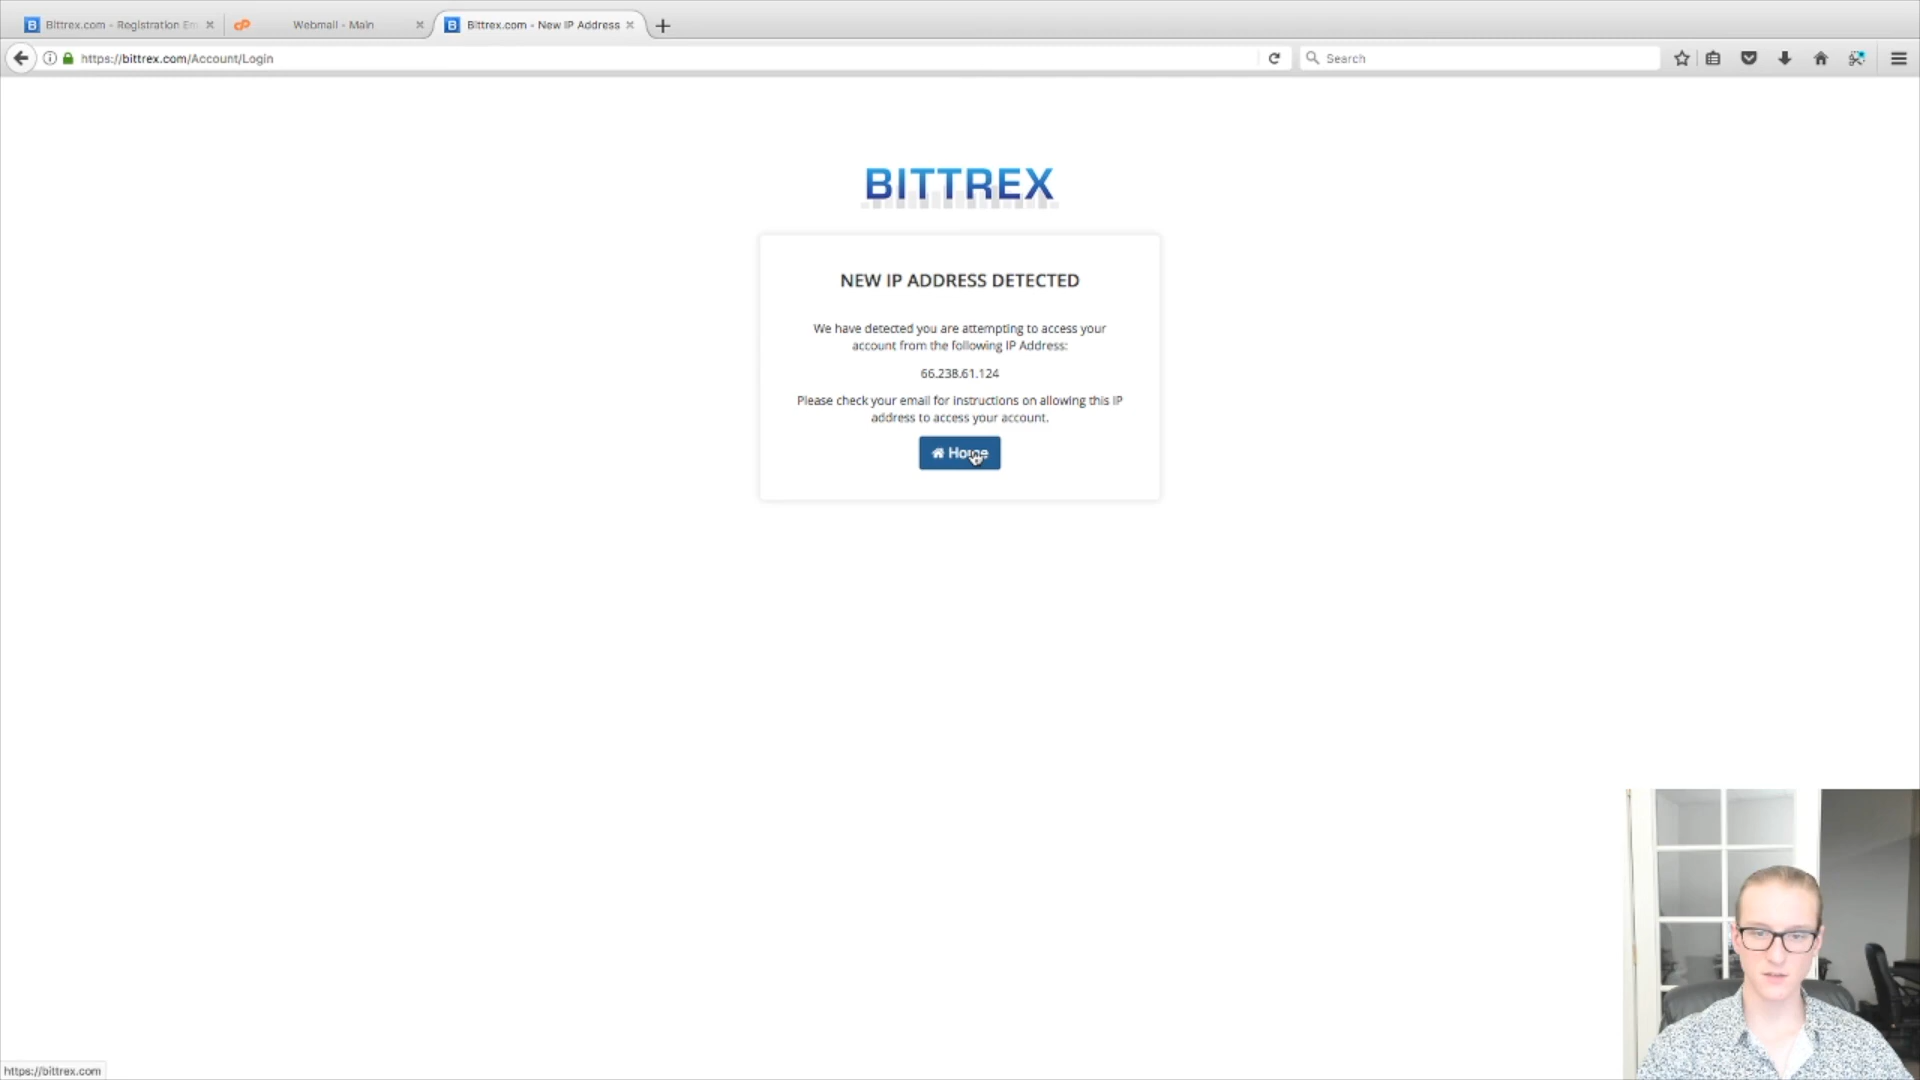 Bittrex.com - Registration Em
Webmail - Main
Bittrex.com - New IP Address
https://bittrex.com/Account/Login
Search
BITTREX
NEW IP ADDRESS DETECTED
We have detected you are attempting to access your
account from the following IP Address:
66.238.61.124
Please check your email for instructions on allowing this IP
address to access your account.
Home
https://bittrex.com